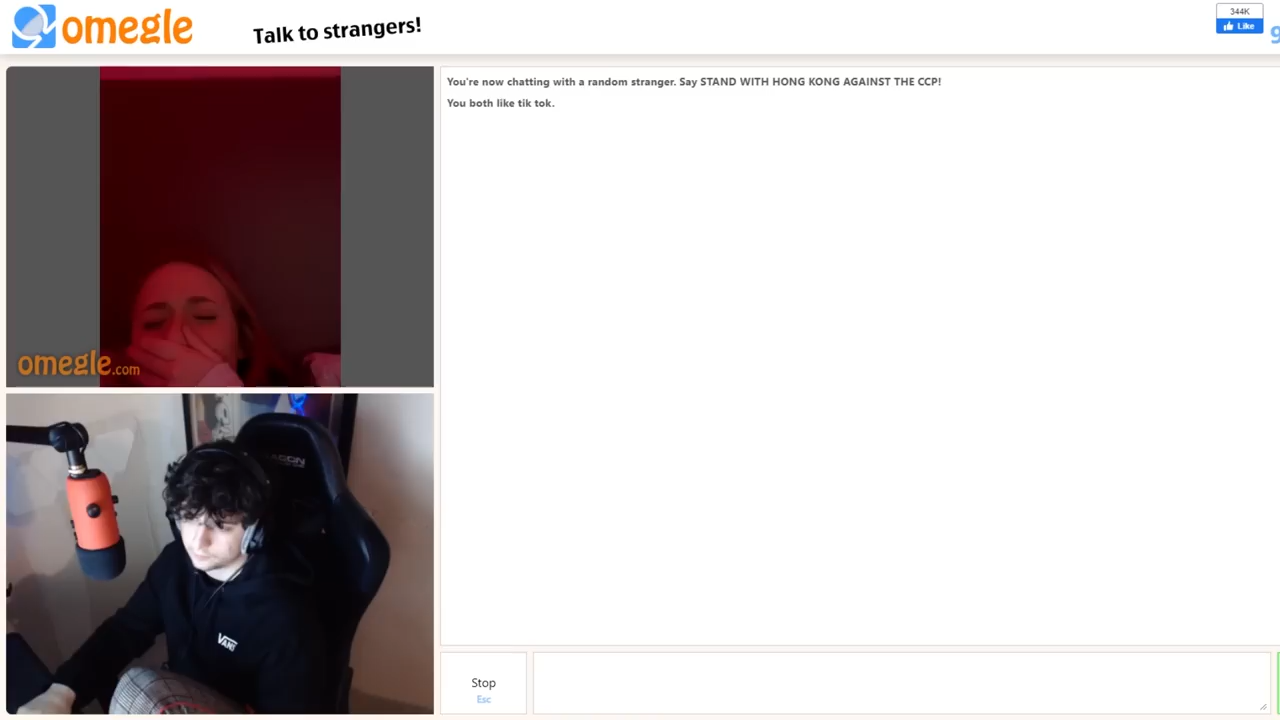 omegle
Talk to strangers!
344K
Like
You're now chatting with a random stranger. Say STAND WITH HONG KONG AGAINST THE CCP!
You both like tik tok.
omegle.com
VANS
Stop
Esc